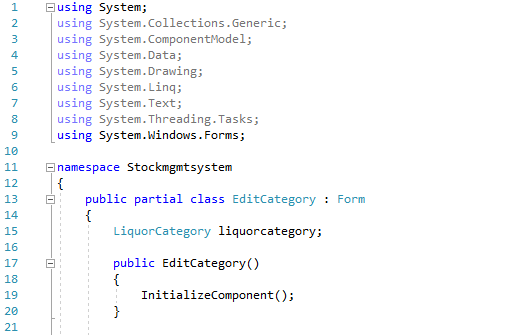 1 using System;
2 using System.Collections.Generic;
3 using System.ComponentModel;
4 using System.Data;
5 using System.Drawing;
6 using System.Linq;
7 using System.Text;
8 using System.Threading.Tasks;
9 using System.Windows.Forms;
10
11 namespace Stockmgmtsystem
12 {
13 public partial class EditCategory : Form
14 {
15 LiquorCategory liquorcategory;
16
17 public EditCategory()
18 {
19 InitializeComponent();
20 }
21